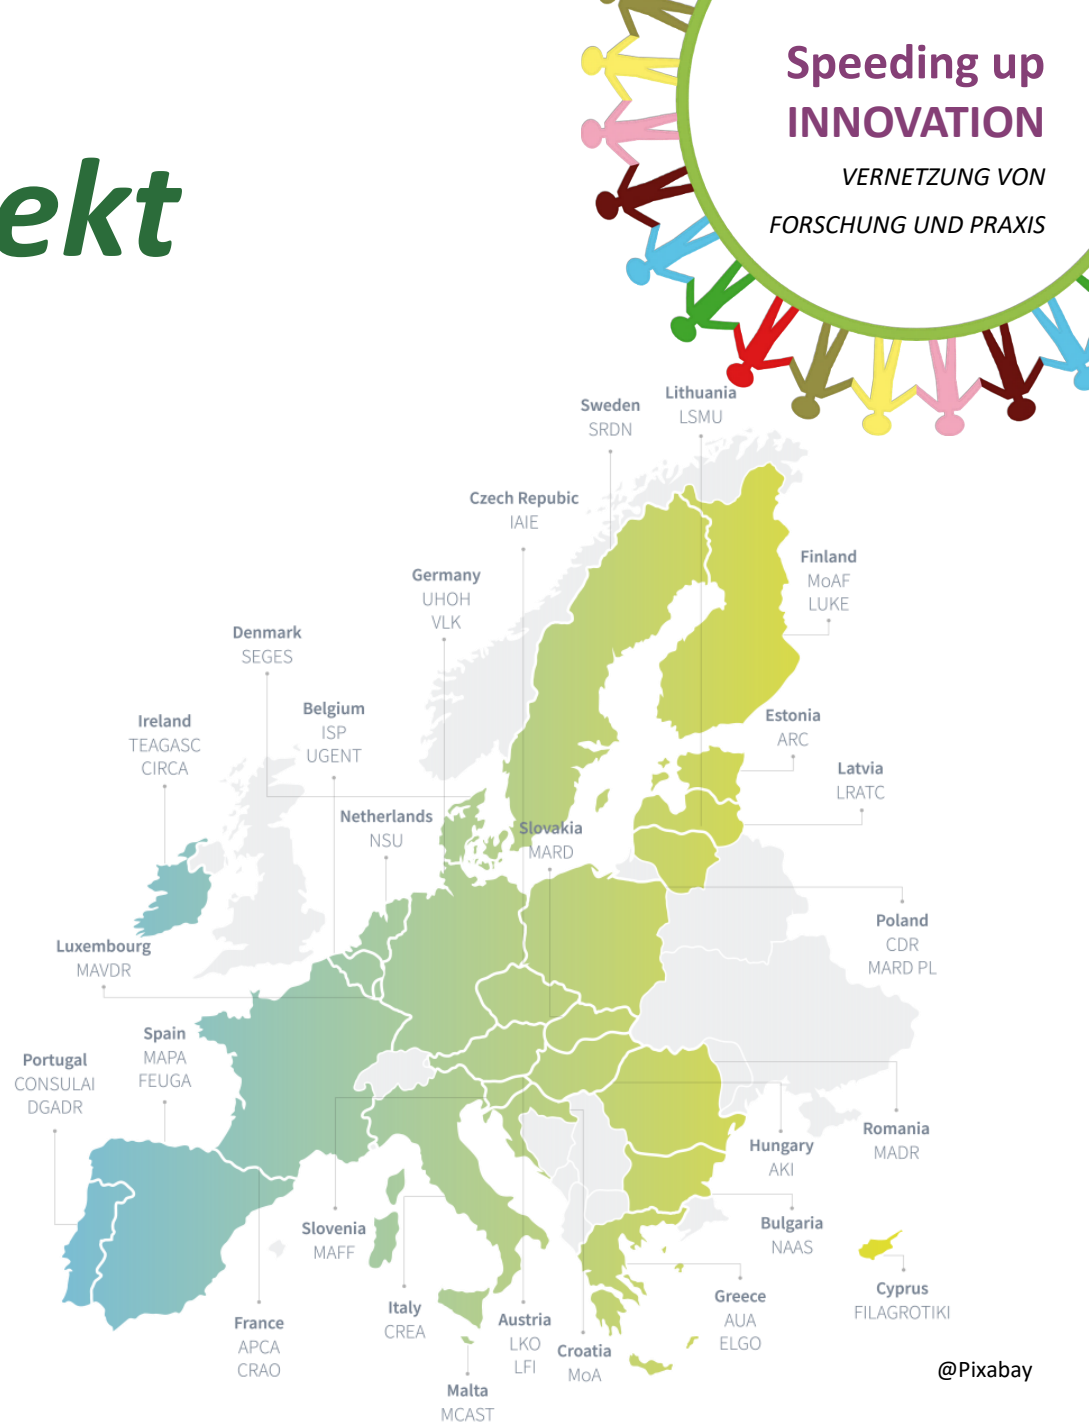 Speeding up
INNOVATION
VERNETZUNG VON
FORSCHUNG UND PRAXIS
ekt
Lithuania
LSMU
Sweden
SRDN
Czech Repubic
IAIE
Finland
MoAF
LUKE
Germany
UHOH
VLK
Denmark
SEGES
Belgium
ISP
UGENT
Ireland
TEAGASC
CIRCA
Estonia
ARC
Latvia
LRATC
Netherlands
NSU
Slovakia
MARD
Poland
CDR
MARD PL
Luxembourg
MAVDR
Spain
MAPA
FEUGA
Portugal
CONSULAI
DGADR
Romania
MADR
Hungary
AKI
Slovenia
MAFF
Bulgaria
NAAS
Cyprus
FILAGROTIKI
Greece
AUA
ELGO
Italy
CREA
Austria
LKO
LFI
France
APCA
CRAO
Croatia
MoA
Malta
MCAST
@Pixabay